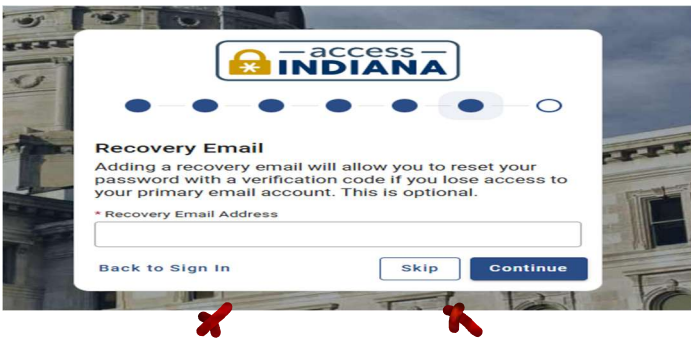 access
INDIANA
Recovery Email
Adding a recovery email will allow you to reset your
password with a verification code if you lose access to
your primary email account. This is optional.
* Recovery Email Address
Back to Sign In Skip Continue